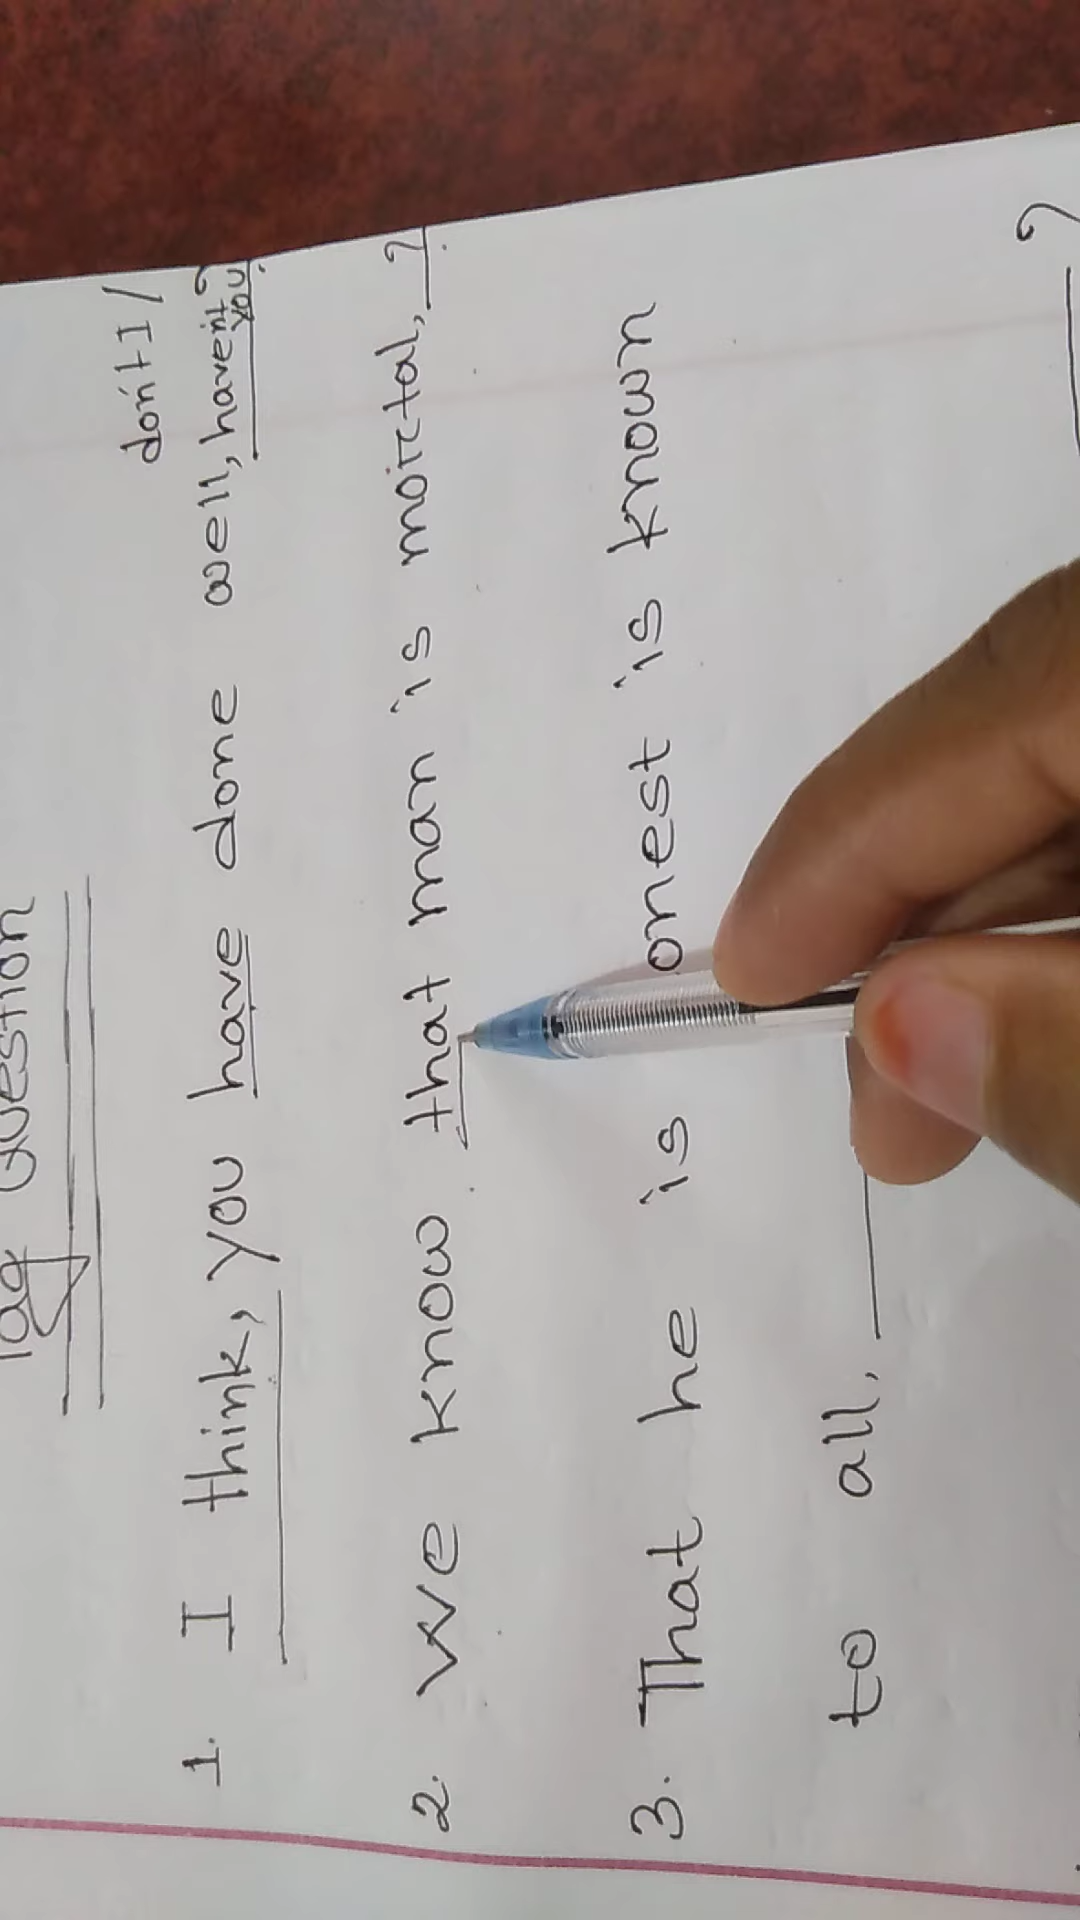 Tag Question
don't I /
1. I think, you have done well, haven't you?
2. We know that man is mortal, ?
3. That he is onest is known
to all, ?